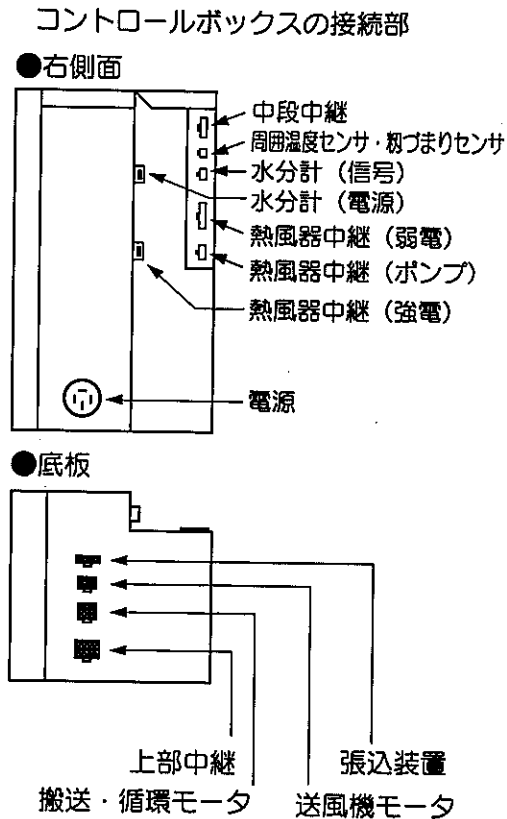 コントロールボックスの接続部
●右側面
中段中継
周囲温度センサ・籾づまりセンサ
水分計（信号）
水分計（電源）
熱風器中継（弱電）
熱風器中継（ポンプ）
熱風器中継（強電）
電源
●底板
上部中継
張込装置
搬送・循環モータ
送風機モータ